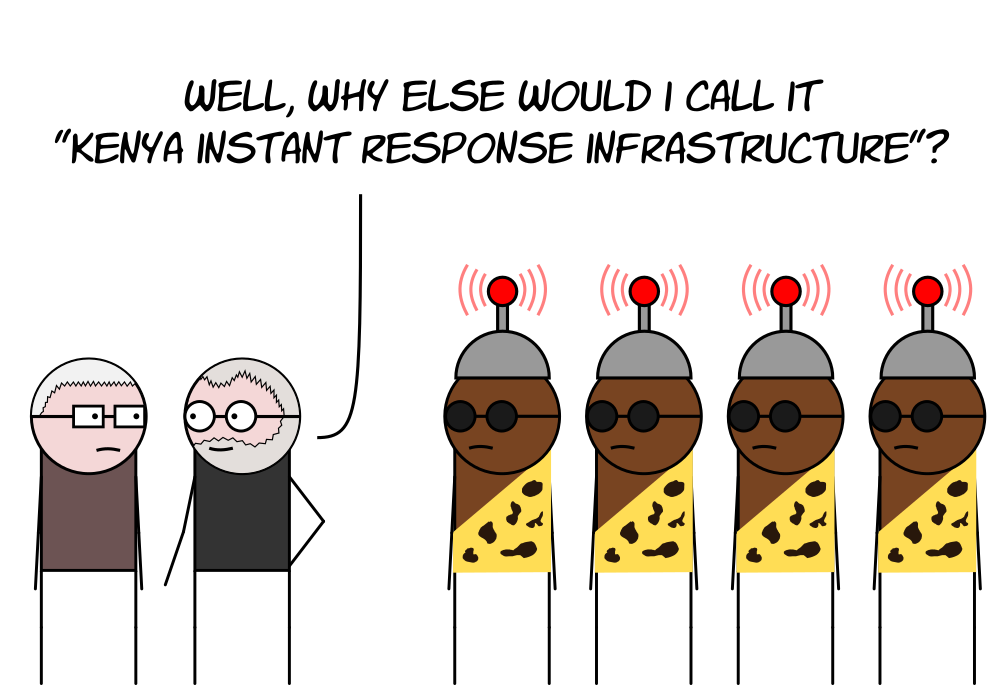 WELL, WHY ELSE WOULD I CALL IT
"KENYA INSTANT RESPONSE INFRASTRUCTURE"?